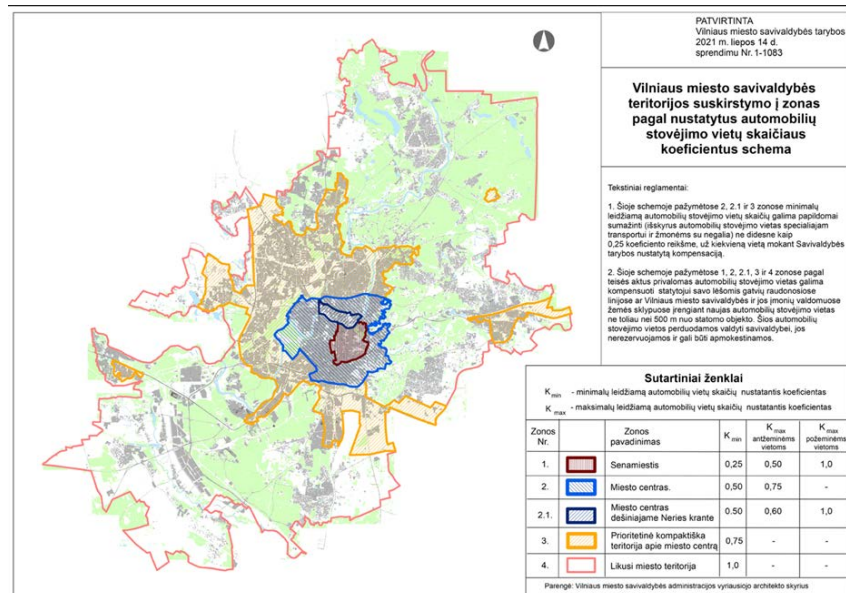 PATVIRTINTA
Vilniaus miesto savivaldybės tarybos
2021 m. liepos 14 d.
sprendimu Nr. 1-1083
Vilniaus miesto savivaldybės
teritorijos suskirstymo į zonas
pagal nustatytus automobilių
stovėjimo vietų skaičiaus
koeficientus schema
Tekstiniai reglamentai:
1. Šioje schemoje pažymėtose 2, 2.1 ir 3 zonose minimalų
leidžiamą automobilių stovėjimo vietų skaičių galima papildomai
sumažinti (išskyrus automobilių stovėjimo vietas specialiajam
transportui ir žmonėms su negalia) ne didesne kaip
0,25 koeficiento reikšme, už kiekvieną vietą mokant Savivaldybės
tarybos nustatytą kompensaciją.
2. Šioje schemoje pažymėtose 1, 2, 2.1, 3 ir 4 zonose pagal
teisės aktus privalomas automobilių stovėjimo vietas galima
kompensuoti statytojui savo lėšomis gatvių raudonosiose
linijose ar Vilniaus miesto savivaldybės ir jos įmonių valdomuose
žemės sklypuose įrengiant naujas automobilių stovėjimo vietas
ne toliau nei 500 m nuo statomo objekto. Šios automobilių
stovėjimo vietos perduodamos valdyti savivaldybei, jos
nerezervuojamos ir gali būti apmokestinamos.
Sutartiniai ženklai
K min - minimalų leidžiamą automobilių vietų skaičių nustatantis koeficientas
K max - maksimalų leidžiamą automobilių vietų skaičių nustatantis koeficientas
Zonos Nr. Zonos pavadinimas K min K max antžeminėms vietoms K max požeminėms vietoms
1. Senamiestis 0,25 0,50 1,0
2. Miesto centras. 0,50 0,75 -
2.1. Miesto centras dešiniajame Neries krante 0.50 0,60 1,0
3. Prioritetinė kompaktiška teritorija apie miesto centrą 0,75 - -
4. Likusi miesto teritorija 1,0 - -
Parengė: Vilniaus miesto savivaldybės administracijos vyriausiojo architekto skyrius